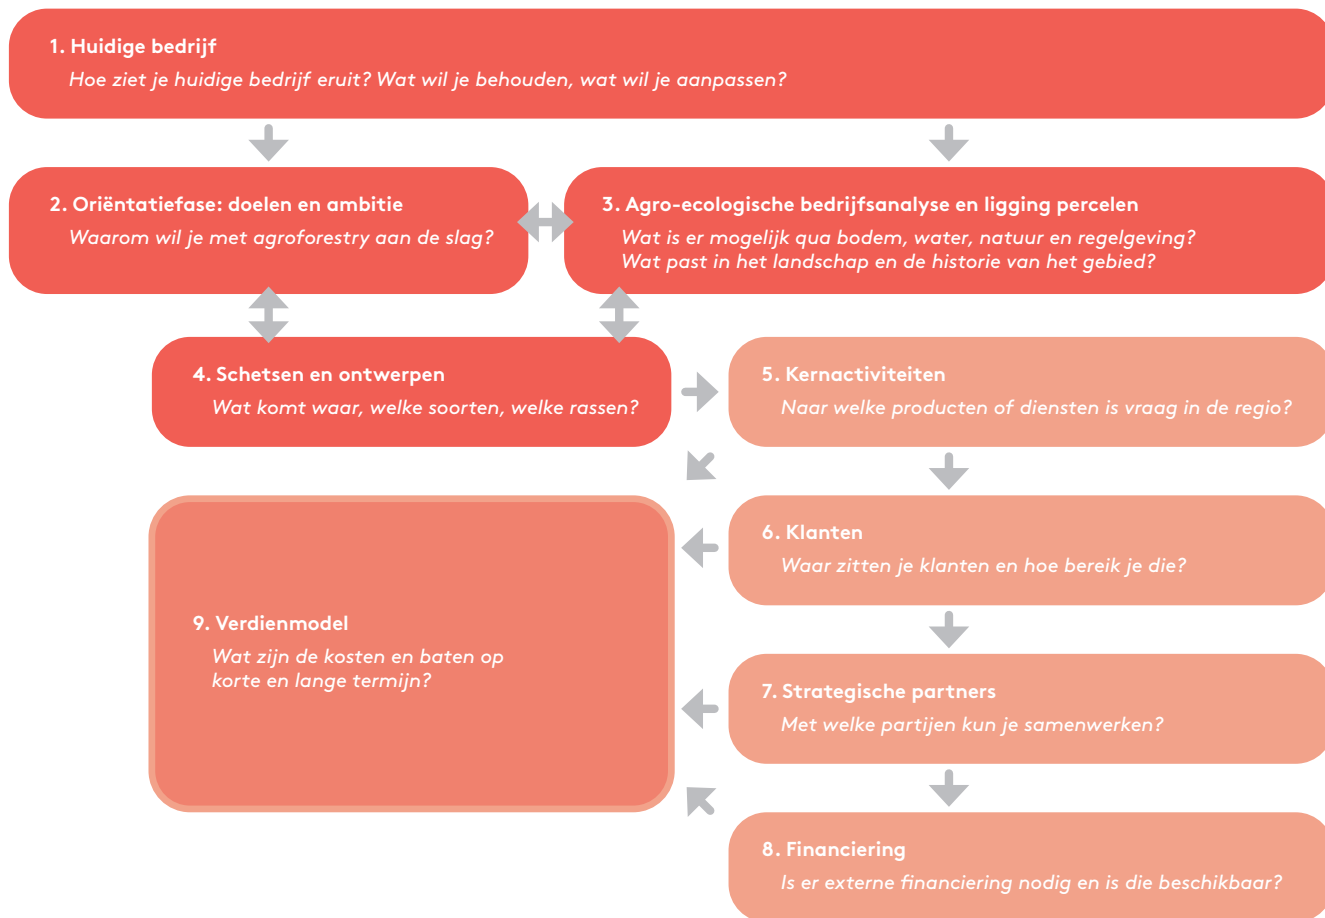 1. Huidige bedrijf
Hoe ziet je huidige bedrijf eruit? Wat wil je behouden, wat wil je aanpassen?
2. Oriëntatiefase: doelen en ambitie
Waarom wil je met agroforestry aan de slag?
3. Agro-ecologische bedrijfsanalyse en ligging percelen
Wat is er mogelijk qua bodem, water, natuur en regelgeving?
Wat past in het landschap en de historie van het gebied?
4. Schetsen en ontwerpen
Wat komt waar, welke soorten, welke rassen?
5. Kernactiviteiten
Naar welke producten of diensten is vraag in de regio?
6. Klanten
Waar zitten je klanten en hoe bereik je die?
7. Strategische partners
Met welke partijen kun je samenwerken?
8. Financiering
Is er externe financiering nodig en is die beschikbaar?
9. Verdienmodel
Wat zijn de kosten en baten op
korte en lange termijn?